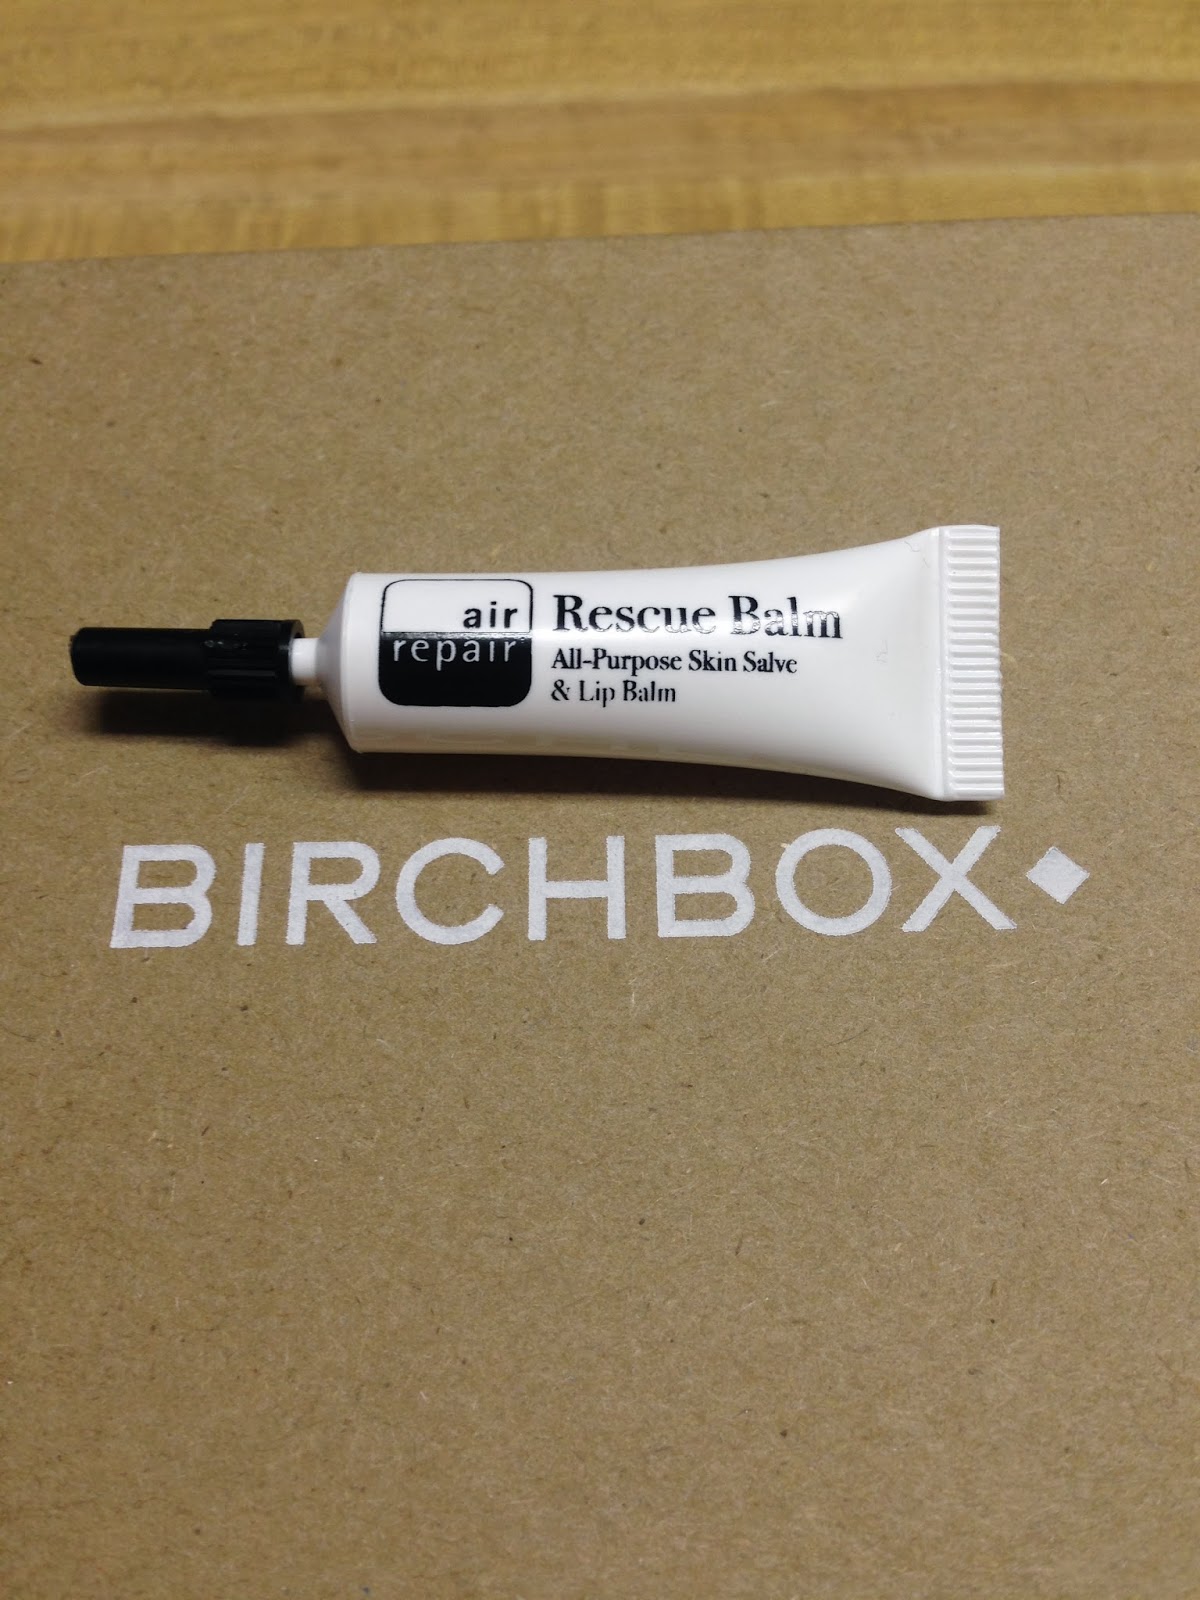 air
repair
Rescue Balm
All-Purpose Skin Salve
& Lip Balm
BIRCHBOX